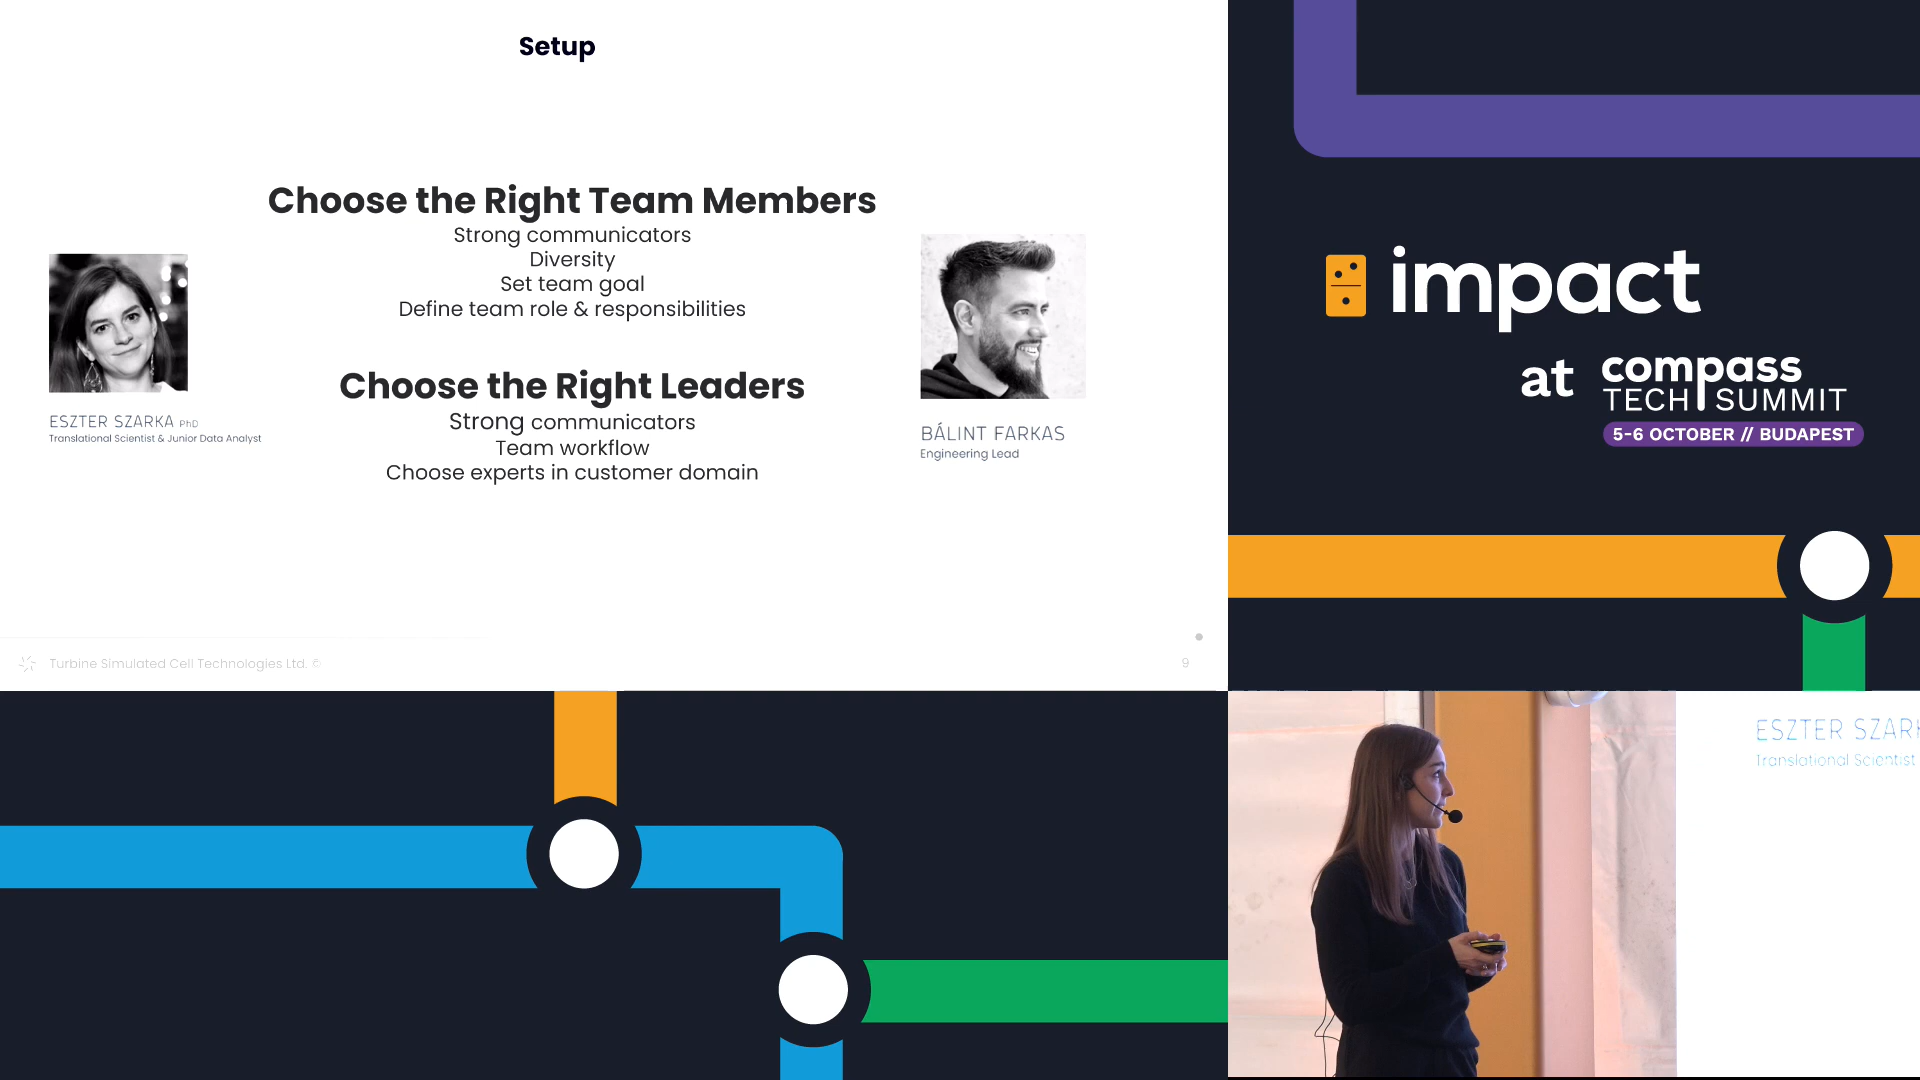 Setup
Choose the Right Team Members
Strong communicators
Diversity
Set team goal
Define team role & responsibilities
Choose the Right Leaders
Strong communicators
Team workflow
Choose experts in customer domain
ESZTER SZARKA PhD
Translational Scientist & Junior Data Analyst
BÁLINT FARKAS
Engineering Lead
Turbine Simulated Cell Technologies Ltd. ©
9
impact
at compass
TECH SUMMIT
5-6 OCTOBER // BUDAPEST
ESZTER
Translational Scientist